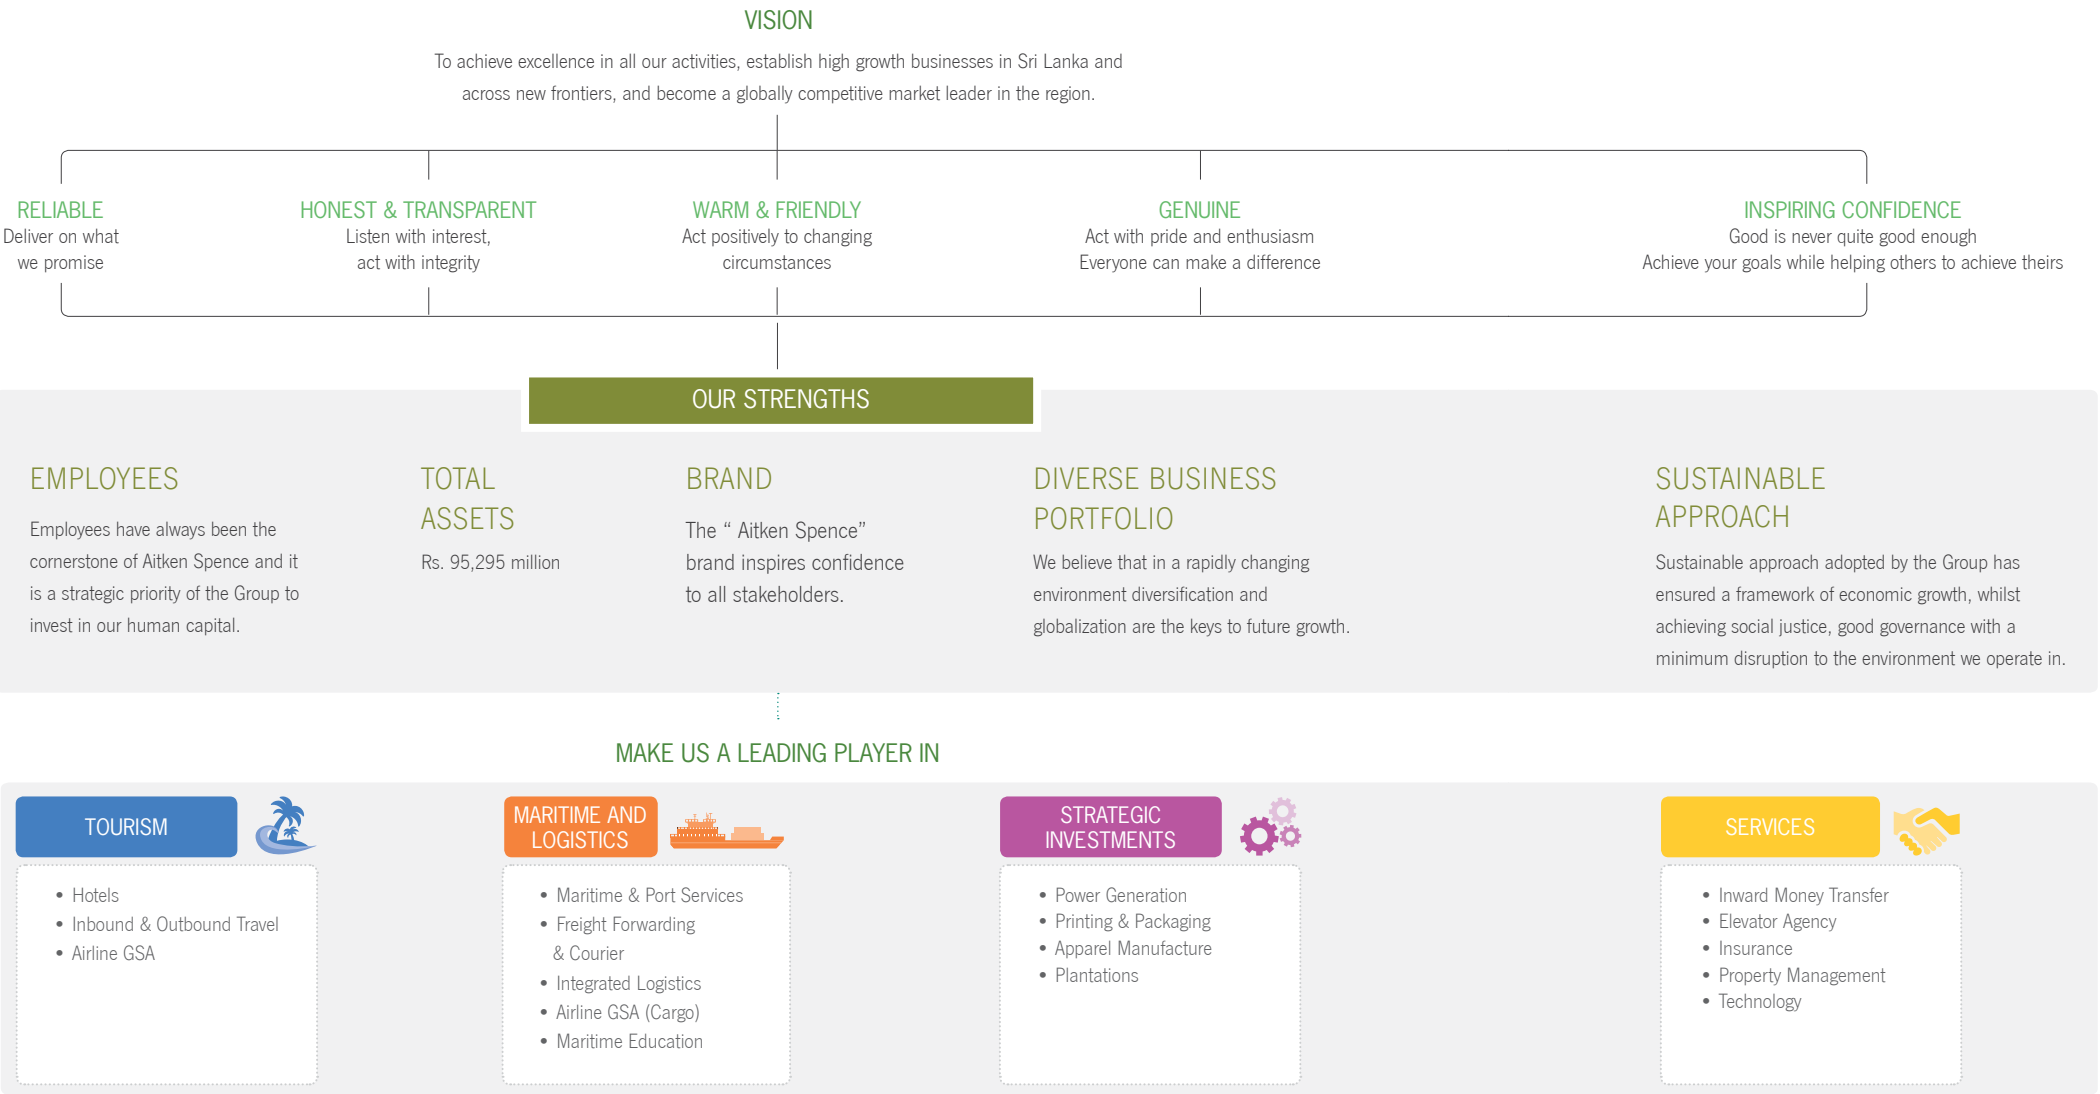 VISION
To achieve excellence in all our activities, establish high growth businesses in Sri Lanka and
across new frontiers, and become a globally competitive market leader in the region.
RELIABLE
Deliver on what
we promise
HONEST & TRANSPARENT
Listen with interest,
act with integrity
WARM & FRIENDLY
Act positively to changing
circumstances
GENUINE
Act with pride and enthusiasm
Everyone can make a difference
INSPIRING CONFIDENCE
Good is never quite good enough
Achieve your goals while helping others to achieve theirs
OUR STRENGTHS
EMPLOYEES
Employees have always been the
cornerstone of Aitken Spence and it
is a strategic priority of the Group to
invest in our human capital.
TOTAL
ASSETS
Rs. 95,295 million
BRAND
The “ Aitken Spence”
brand inspires confidence
to all stakeholders.
DIVERSE BUSINESS
PORTFOLIO
We believe that in a rapidly changing
environment diversification and
globalization are the keys to future growth.
SUSTAINABLE
APPROACH
Sustainable approach adopted by the Group has
ensured a framework of economic growth, whilst
achieving social justice, good governance with a
minimum disruption to the environment we operate in.
MAKE US A LEADING PLAYER IN
TOURISM
• Hotels
• Inbound & Outbound Travel
• Airline GSA
MARITIME AND
LOGISTICS
• Maritime & Port Services
• Freight Forwarding
& Courier
• Integrated Logistics
• Airline GSA (Cargo)
• Maritime Education
STRATEGIC
INVESTMENTS
• Power Generation
• Printing & Packaging
• Apparel Manufacture
• Plantations
SERVICES
• Inward Money Transfer
• Elevator Agency
• Insurance
• Property Management
• Technology